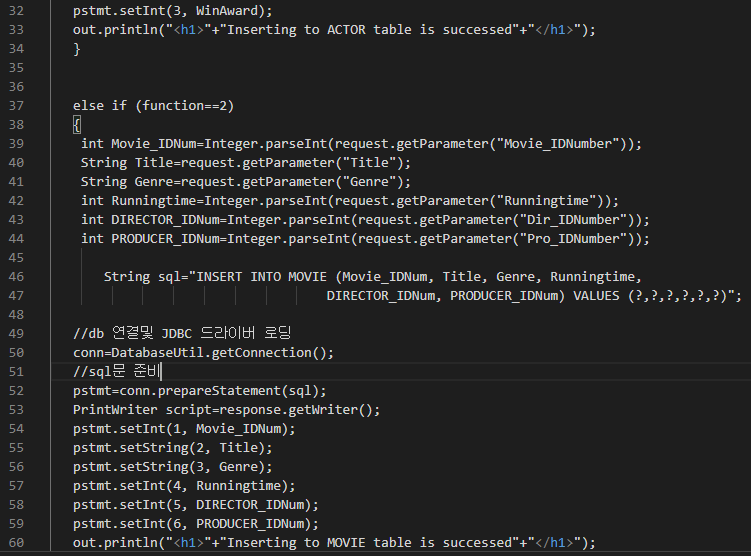 32 pstmt.setInt(3, WinAward);
33 out.println("<h1>"+"Inserting to ACTOR table is successed"+"</h1>");
34 }
35
36
37 else if (function==2)
38 {
39 int Movie_IDNum=Integer.parseInt(request.getParameter("Movie_IDNumber"));
40 String Title=request.getParameter("Title");
41 String Genre=request.getParameter("Genre");
42 int Runningtime=Integer.parseInt(request.getParameter("Runningtime"));
43 int DIRECTOR_IDNum=Integer.parseInt(request.getParameter("Dir_IDNumber"));
44 int PRODUCER_IDNum=Integer.parseInt(request.getParameter("Pro_IDNumber"));
45
46 String sql="INSERT INTO MOVIE (Movie_IDNum, Title, Genre, Runningtime,
47 DIRECTOR_IDNum, PRODUCER_IDNum) VALUES (?,?,?,?,?,?)";
48
49 //db 연결및 JDBC 드라이버 로딩
50 conn=DatabaseUtil.getConnection();
51 //sql문 준비
52 pstmt=conn.prepareStatement(sql);
53 PrintWriter script=response.getWriter();
54 pstmt.setInt(1, Movie_IDNum);
55 pstmt.setString(2, Title);
56 pstmt.setString(3, Genre);
57 pstmt.setInt(4, Runningtime);
58 pstmt.setInt(5, DIRECTOR_IDNum);
59 pstmt.setInt(6, PRODUCER_IDNum);
60 out.println("<h1>"+"Inserting to MOVIE table is successed"+"</h1>");